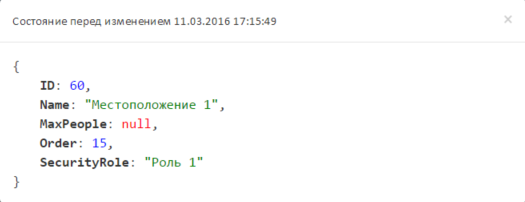 Состояние перед изменением 11.03.2016 17:15:49 ×
{
ID: 60,
Name: "Местоположение 1",
MaxPeople: null,
Order: 15,
SecurityRole: "Роль 1"
}